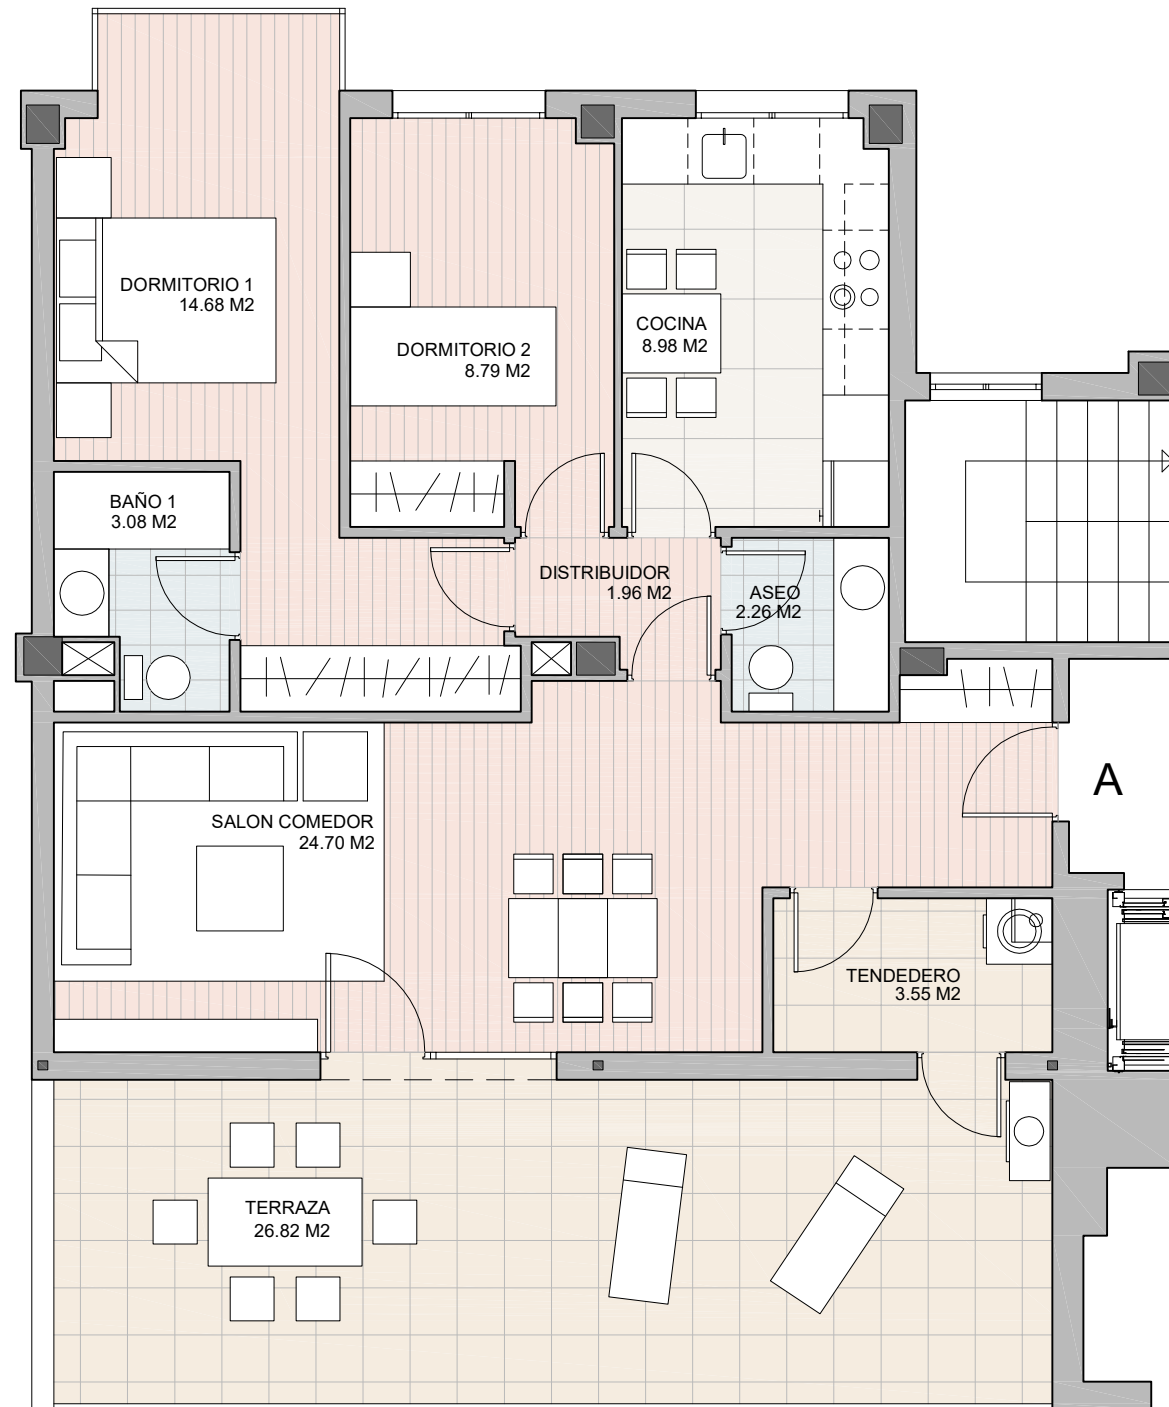 DORMITORIO 1
14.68 M2
DORMITORIO 2
8.79 M2
COCINA
8.98 M2
BAÑO 1
3.08 M2
DISTRIBUIDOR
1.96 M2
ASEO
2.26 M2
A
SALON COMEDOR
24.70 M2
TENDEDERO
3.55 M2
TERRAZA
26.82 M2